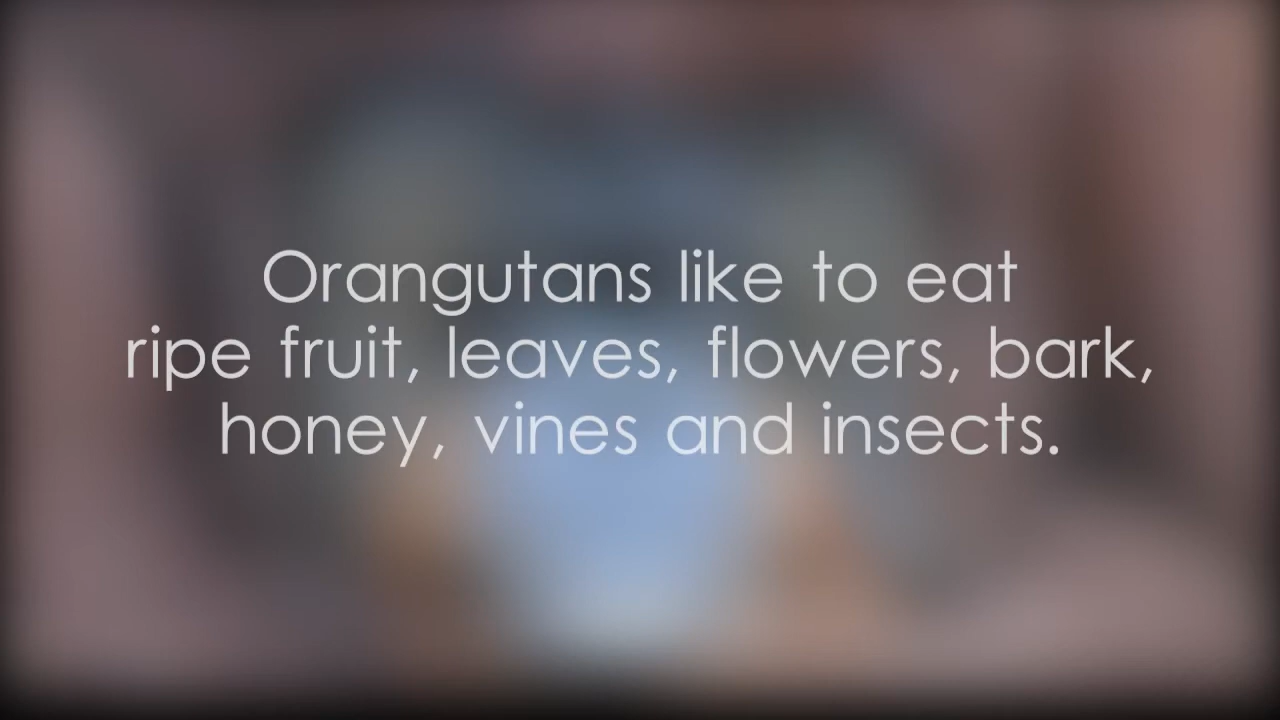 Orangutans like to eat
ripe fruit, leaves, flowers, bark,
honey, vines and insects.